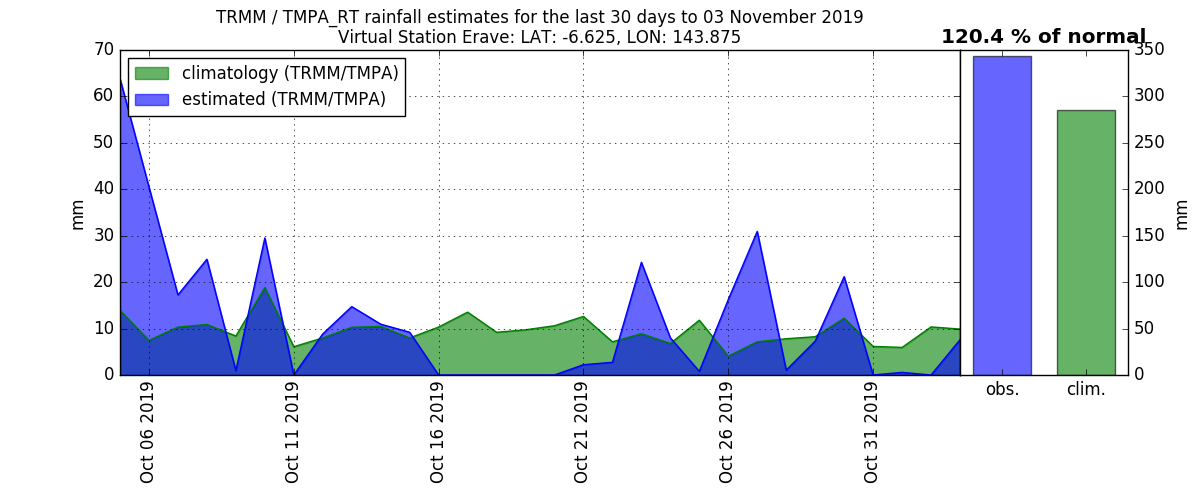 TRMM / TMPA_RT rainfall estimates for the last 30 days to 03 November 2019
Virtual Station Erave: LAT: -6.625, LON: 143.875
120.4 % of normal
climatology (TRMM/TMPA)
estimated (TRMM/TMPA)
70
60
50
40
30
20
10
0
mm
350
300
250
200
150
100
50
0
mm
Oct 06 2019
Oct 11 2019
Oct 16 2019
Oct 21 2019
Oct 26 2019
Oct 31 2019
obs.
clim.